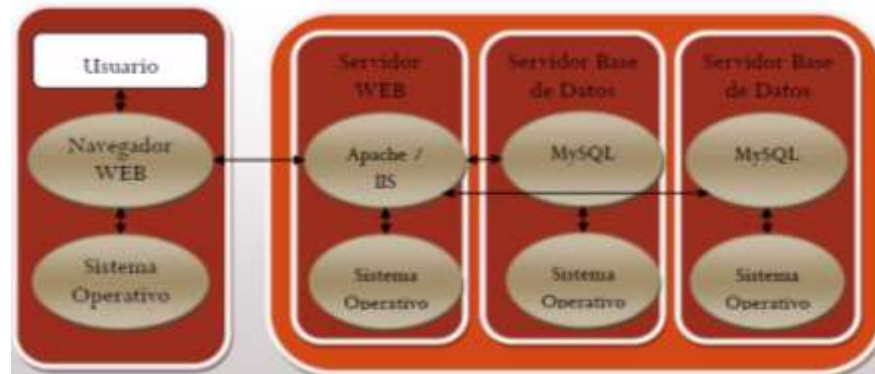 Usuario
Navegador
WEB
Sistema
Operativo
Servidor
WEB
Apache /
IIS
Sistema
Operativo
Servidor Base
de Datos
MySQL
Sistema
Operativo
Servidor Base
de Datos
MySQL
Sistema
Operativo